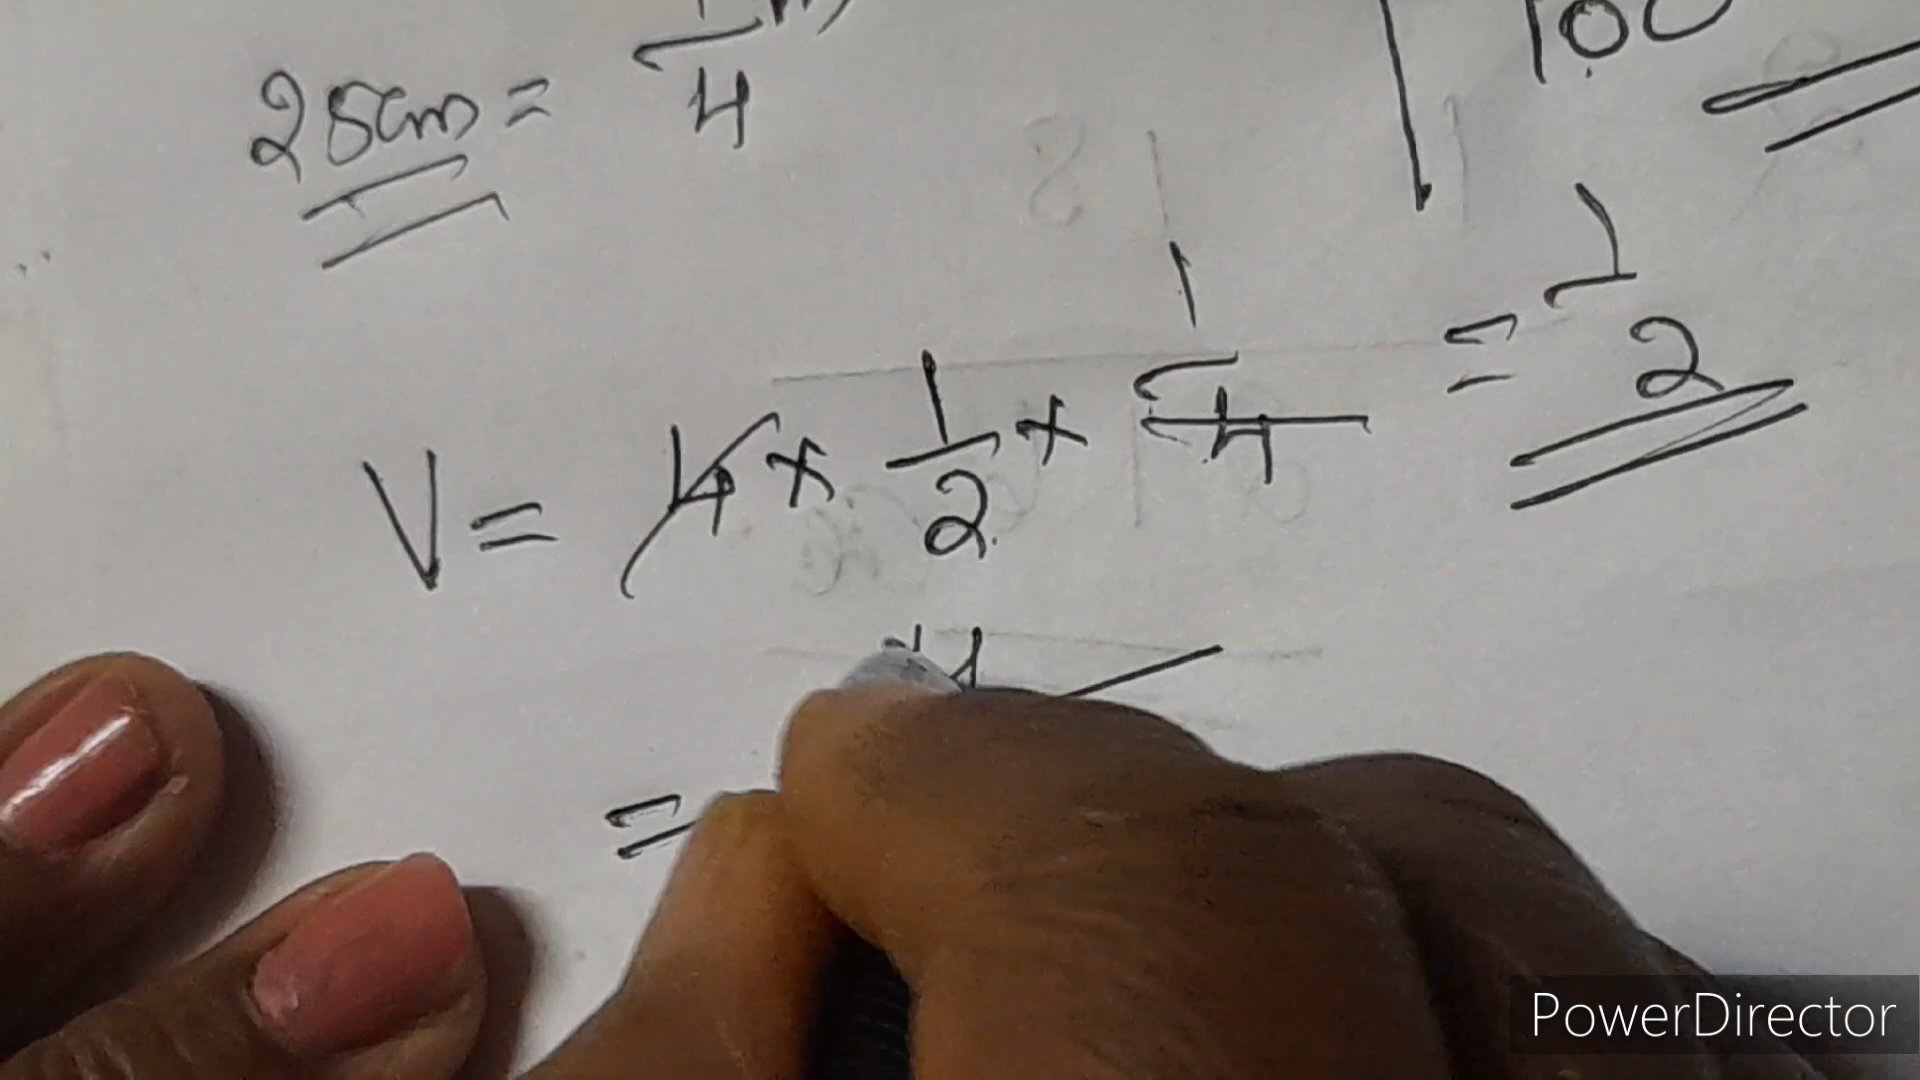 100
25cm = 1/4 m
V = 4 × 1/2 × 1/4 = 1/2
=
PowerDirector